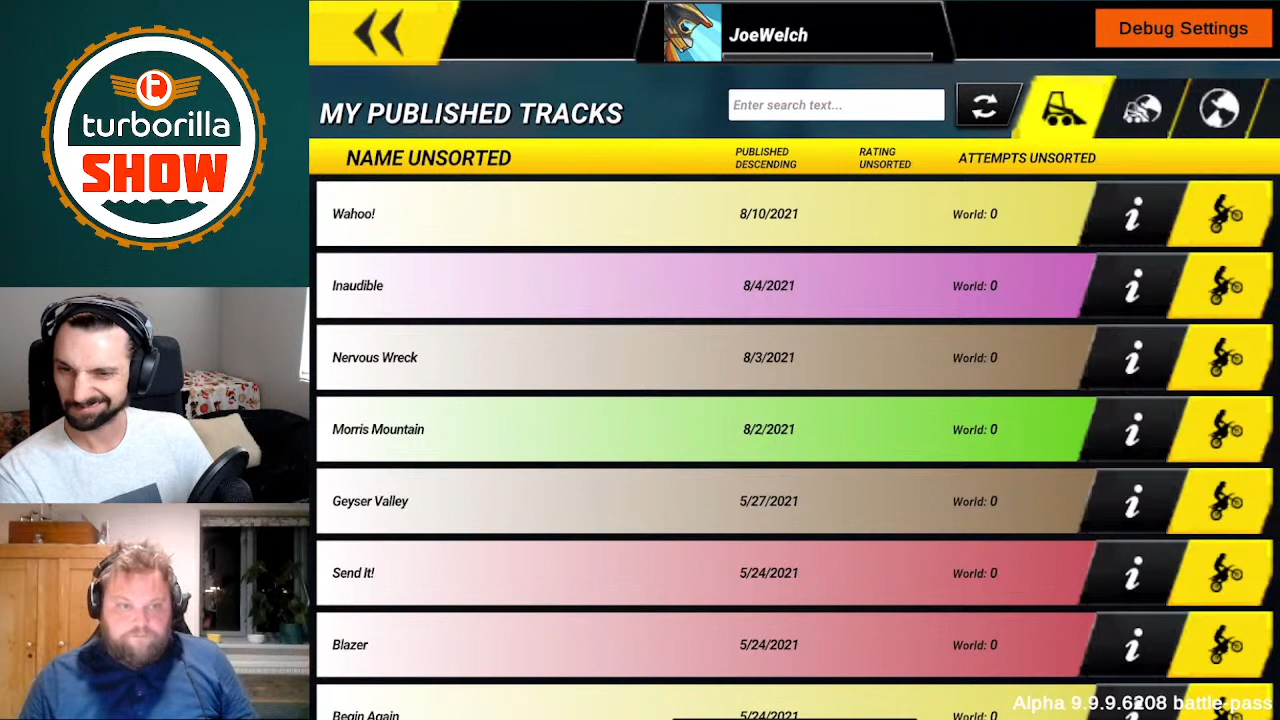 turborilla
SHOW
JoeWelch
Debug Settings
MY PUBLISHED TRACKS
Enter search text...
NAME UNSORTED
PUBLISHED
DESCENDING
RATING
UNSORTED
ATTEMPTS UNSORTED
Wahoo! 8/10/2021 World: 0 i
Inaudible 8/4/2021 World: 0 i
Nervous Wreck 8/3/2021 World: 0 i
Morris Mountain 8/2/2021 World: 0 i
Geyser Valley 5/27/2021 World: 0 i
Send It! 5/24/2021 World: 0 i
Blazer 5/24/2021 World: 0 i
Begin Again 5/24/2021 World: 0
Alpha 9.9.9.6208 battle-pass